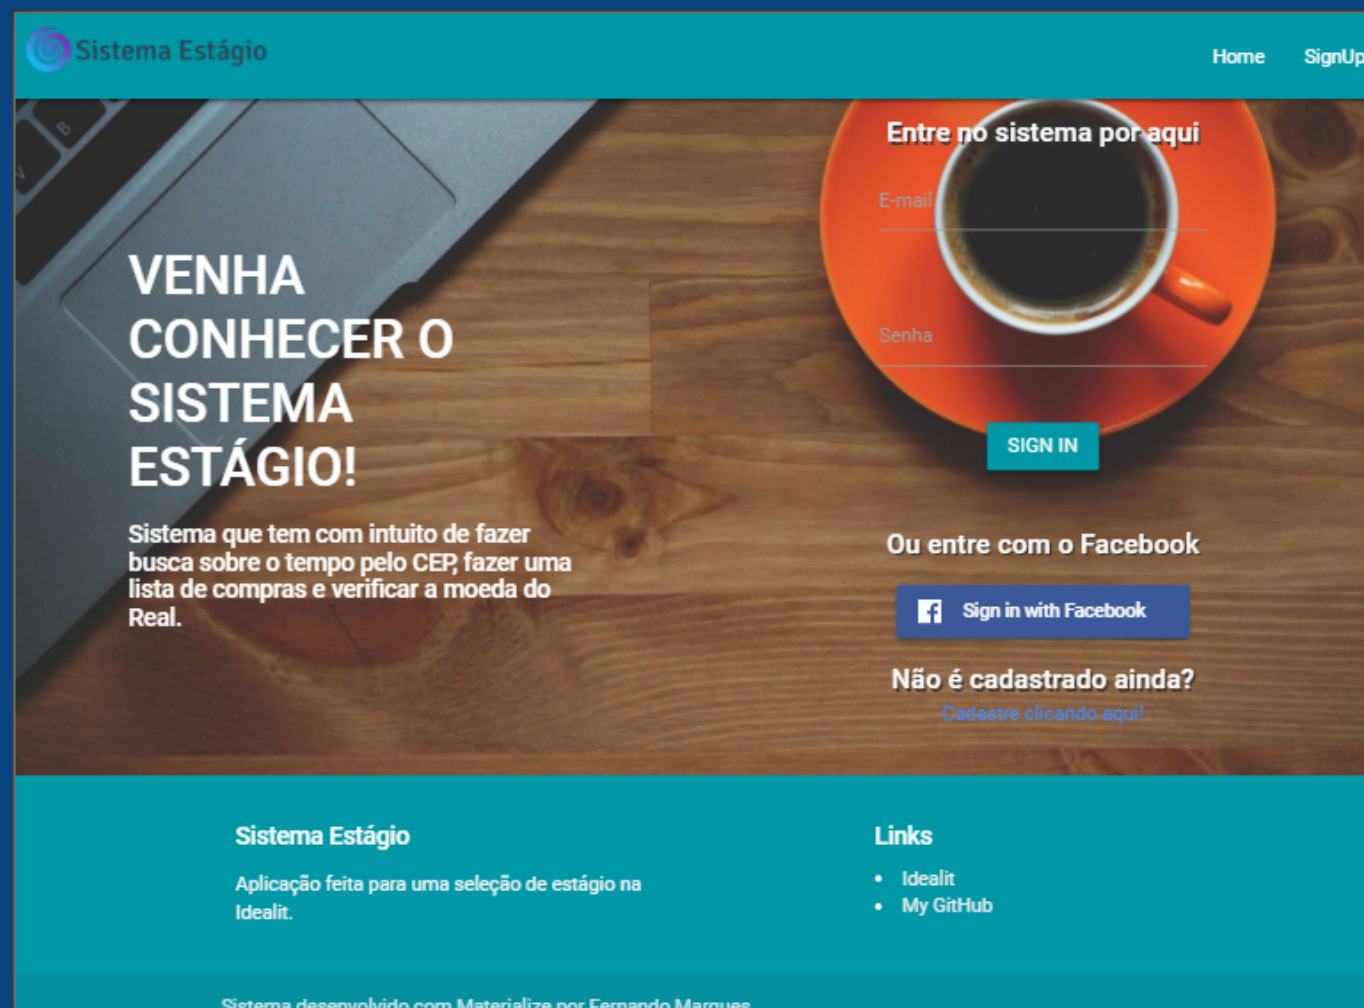 Sistema Estágio
Home
SignUp
VENHA
CONHECER O
SISTEMA
ESTÁGIO!
Sistema que tem com intuito de fazer
busca sobre o tempo pelo CEP, fazer uma
lista de compras e verificar a moeda do
Real.
Entre no sistema por aqui
E-mail
Senha
SIGN IN
Ou entre com o Facebook
Sign in with Facebook
Não é cadastrado ainda?
Cadastre clicando aqui!
Sistema Estágio
Aplicação feita para uma seleção de estágio na
Idealit.
Links
Idealit
My GitHub
Sistema desenvolvido com Materialize por Fernando Marques